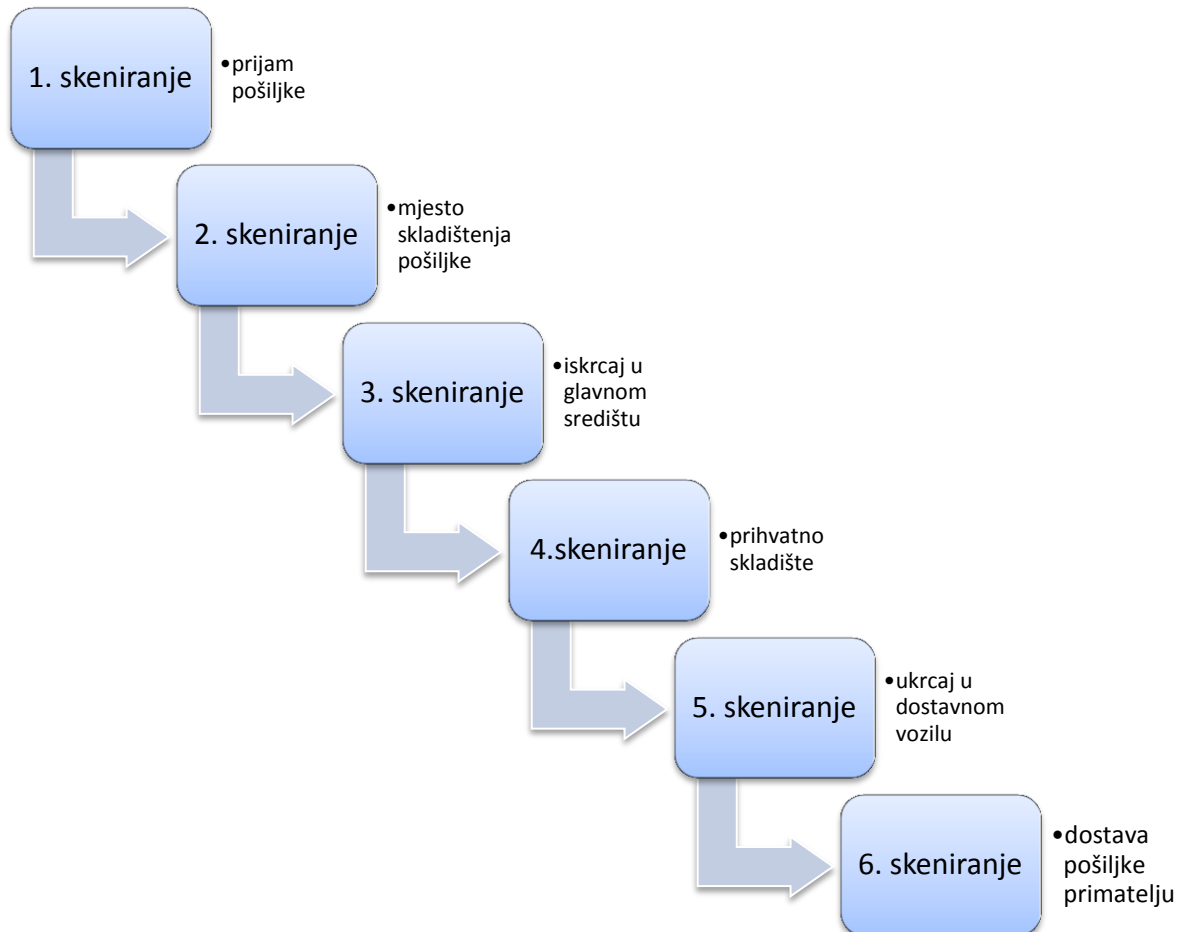 1. skeniranje
•prijam
pošiljke
2. skeniranje
•mjesto
skladištenja
pošiljke
3. skeniranje
•iskrcaj u
glavnom
središtu
4.skeniranje
•prihvatno
skladište
5. skeniranje
•ukrcaj u
dostavnom
vozilu
6. skeniranje
•dostava
pošiljke
primatelju